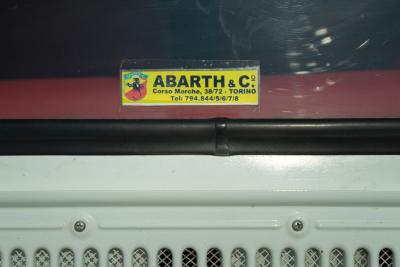 ABARTH & C.
Corso Marche, 38/72 - TORINO
Tel: 794.844/5/6/7/8